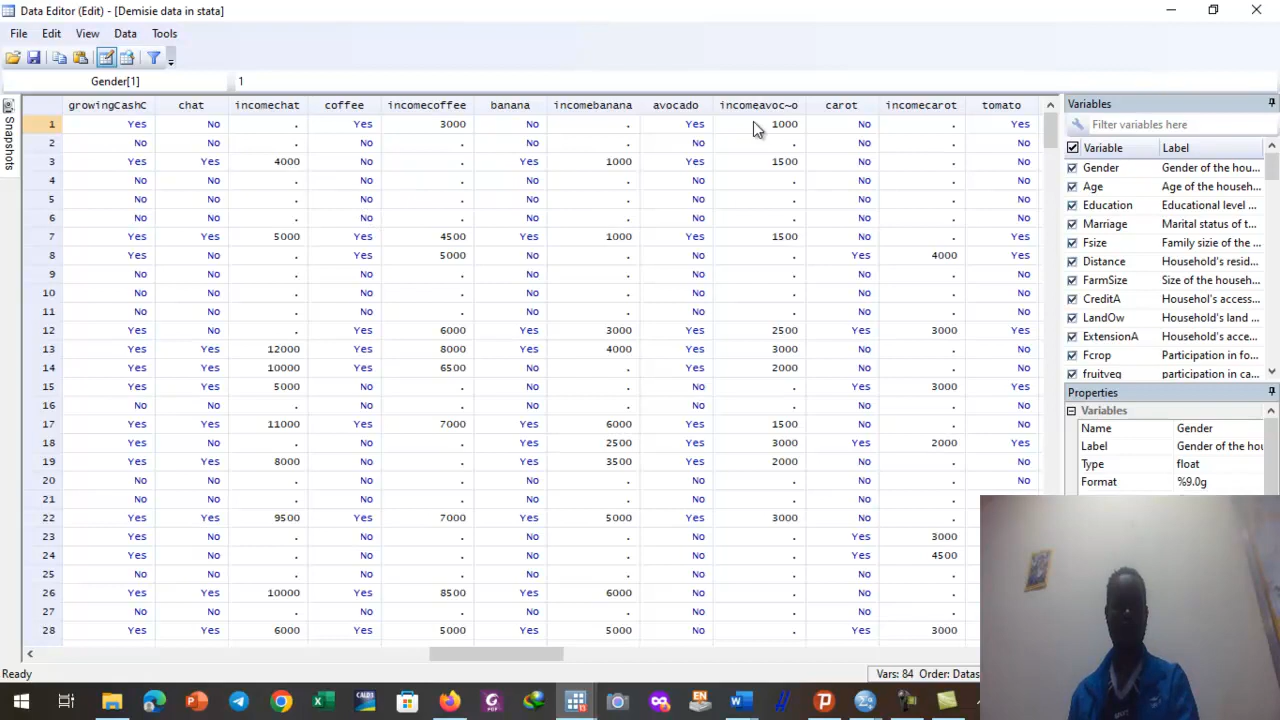 Data Editor (Edit) - [Demisie data in stata]
File Edit View Data Tools
Gender[1] 1
Snapshots
growingCashC chat incomechat coffee incomecoffee banana incomebanana avocado incomeavoc~o carot incomecarot tomato
1 Yes No . Yes 3000 No . Yes 1000 No . Yes
2 No No . No . No . No . No . No
3 Yes Yes 4000 No . Yes 1000 Yes 1500 No . No
4 No No . No . No . No . No . No
5 No No . No . No . No . No . No
6 No No . No . No . No . No . No
7 Yes Yes 5000 Yes 4500 Yes 1000 Yes 1500 No . Yes
8 Yes No . Yes 5000 No . No . Yes 4000 Yes
9 No No . No . No . No . No . No
10 No No . No . No . No . No . No
11 No No . No . No . No . No . No
12 Yes No . Yes 6000 Yes 3000 Yes 2500 Yes 3000 No
13 Yes Yes 12000 Yes 8000 Yes 4000 Yes 3000 No . No
14 Yes Yes 10000 Yes 6500 No . Yes 2000 No . No
15 Yes Yes 5000 No . No . No . Yes 3000 Yes
16 No No . No . No . No . No . No
17 Yes Yes 11000 Yes 7000 Yes 6000 Yes 1500 No . No
18 Yes No . No . Yes 2500 Yes 3000 Yes 2000 Yes
19 Yes Yes 8000 No . Yes 3500 Yes 2000 No . No
20 No No . No . No . No . No . No
21 No No . No . No . No . No .
22 Yes Yes 9500 Yes 7000 Yes 5000 Yes 3000 No .
23 Yes No . No . No . No . Yes 3000
24 Yes No . No . No . No . Yes 4500
25 No No . No . No . No . No .
26 Yes Yes 10000 Yes 8500 Yes 6000 No . No .
27 No No . No . No . No . No .
28 Yes Yes 6000 Yes 5000 Yes 5000 No . Yes 3000
Variables
Filter variables here
Variable Label
Gender Gender of the hou...
Age Age of the househ...
Education Educational level ...
Marriage Marital status of t...
Fsize Family sizie of the ...
Distance Household's resid...
FarmSize Size of the househ...
CreditA Househol's access...
LandOw Household's land ...
ExtensionA Househole's acce...
Fcrop Participation in fo...
fruitveg participation in ca...
Properties
Variables
Name Gender
Label Gender of the hou
Type float
Format %9.0g
Ready Vars: 84 Order: Datas